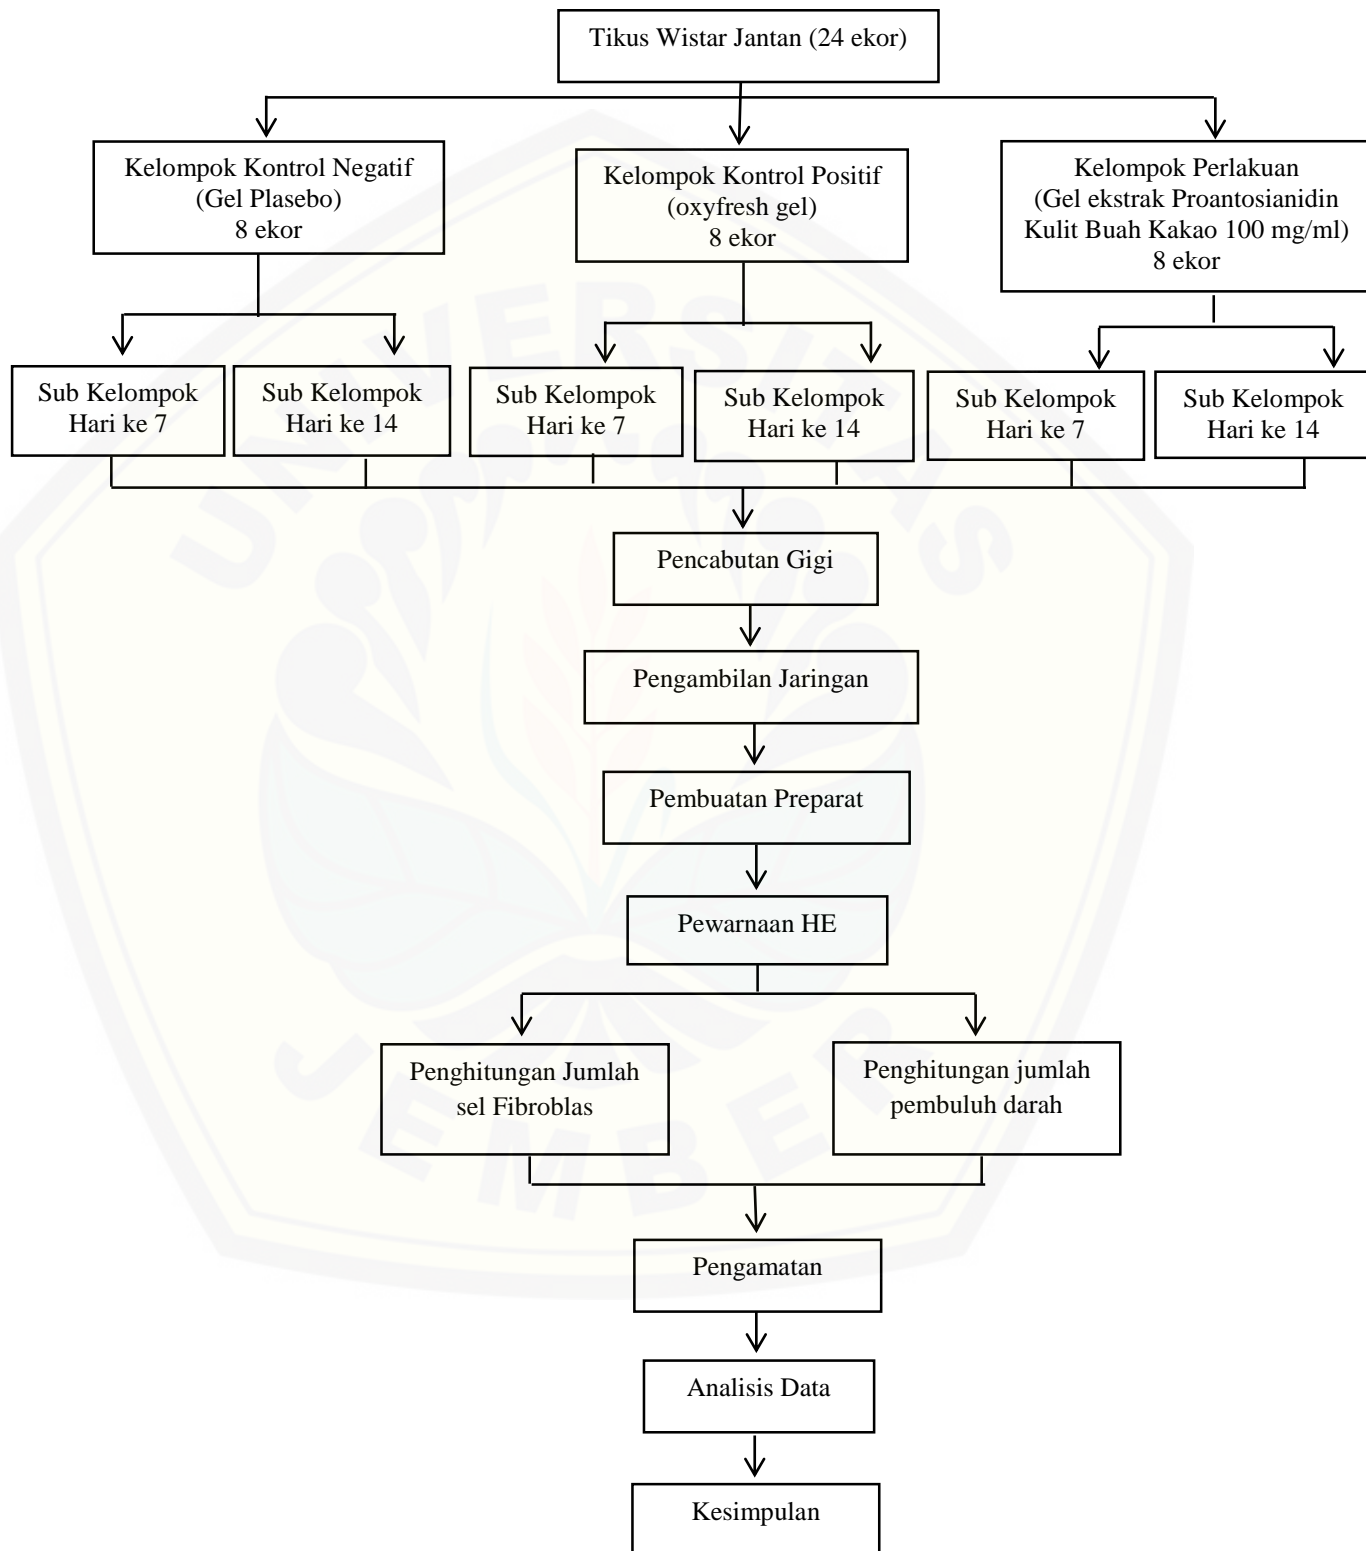 Tikus Wistar Jantan (24 ekor)
Kelompok Kontrol Negatif
(Gel Plasebo)
8 ekor
Kelompok Kontrol Positif
(oxyfresh gel)
8 ekor
Kelompok Perlakuan
(Gel ekstrak Proantosianidin
Kulit Buah Kakao 100 mg/ml)
8 ekor
Sub Kelompok
Hari ke 7
Sub Kelompok
Hari ke 14
Sub Kelompok
Hari ke 7
Sub Kelompok
Hari ke 14
Sub Kelompok
Hari ke 7
Sub Kelompok
Hari ke 14
Pencabutan Gigi
Pengambilan Jaringan
Pembuatan Preparat
Pewarnaan HE
Penghitungan Jumlah
sel Fibroblas
Penghitungan jumlah
pembuluh darah
Pengamatan
Analisis Data
Kesimpulan
UNIVERSITAS
JEMBER